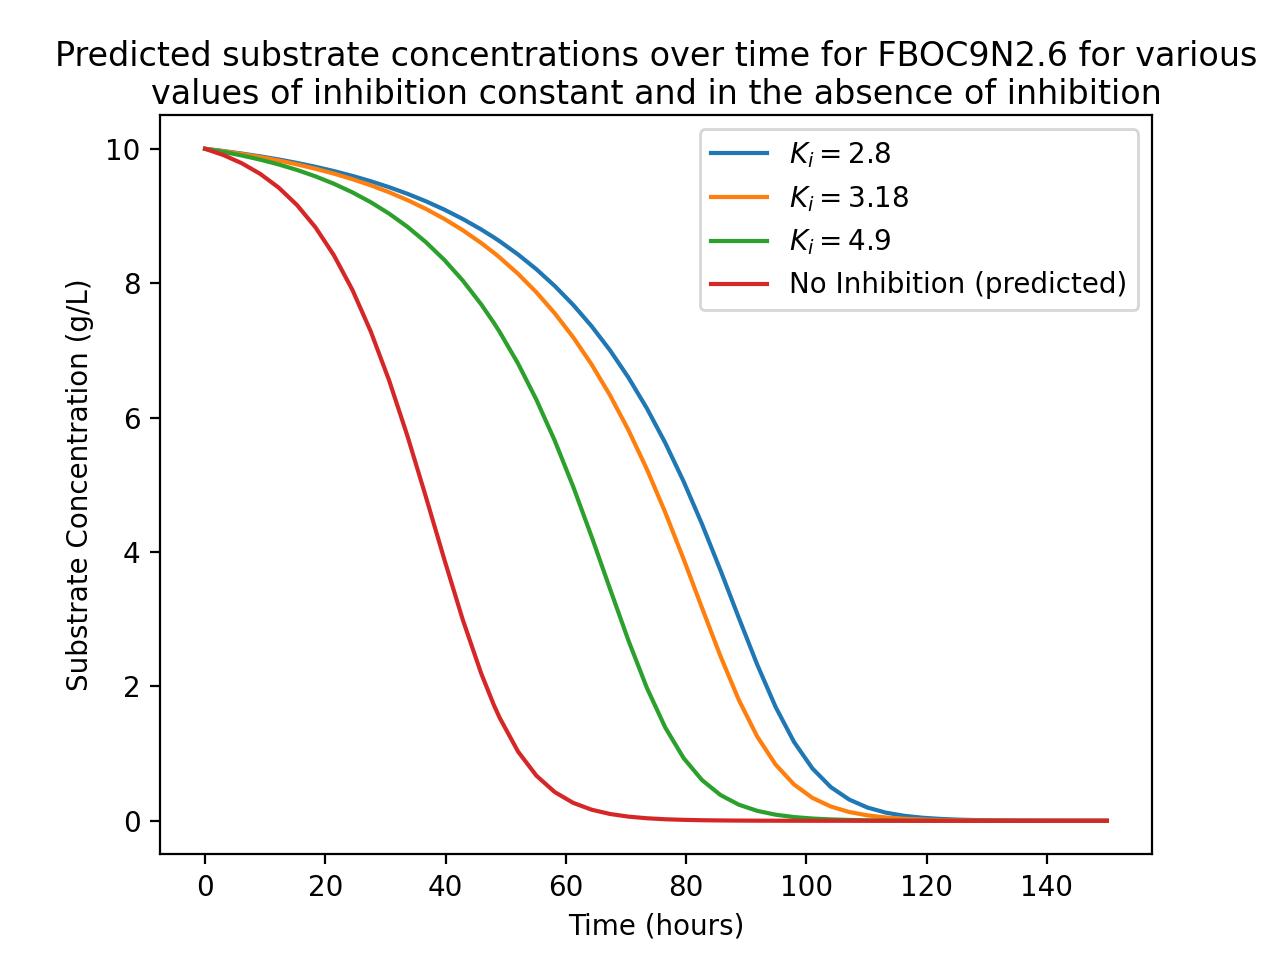 Predicted substrate concentrations over time for FBOC9N2.6 for various
values of inhibition constant and in the absence of inhibition
K_i = 2.8
K_i = 3.18
K_i = 4.9
No Inhibition (predicted)
Substrate Concentration (g/L)
10
8
6
4
2
0
0 20 40 60 80 100 120 140
Time (hours)